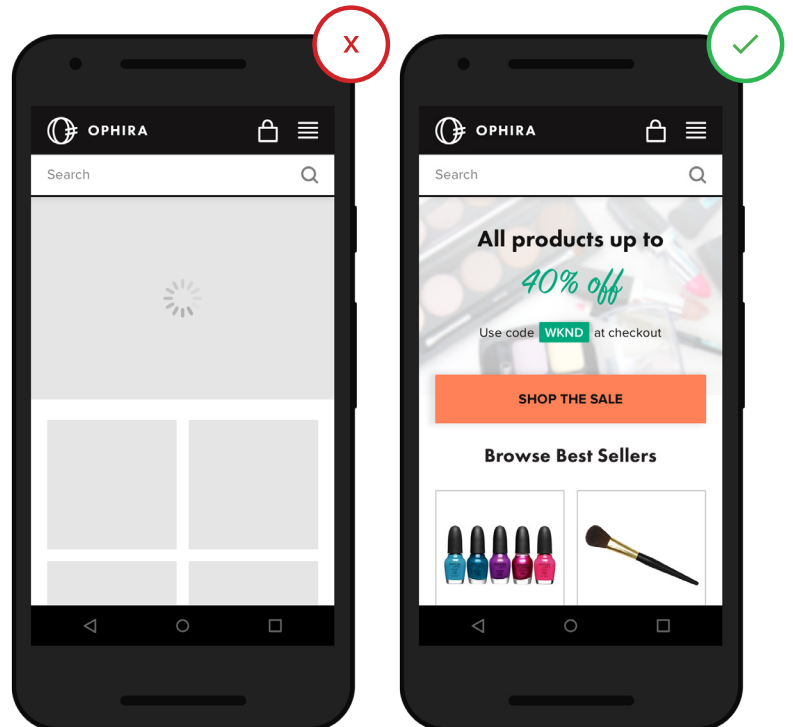 X
OPHIRA
Search
OPHIRA
Search
All products up to
40% off
Use code WKND at checkout
SHOP THE SALE
Browse Best Sellers